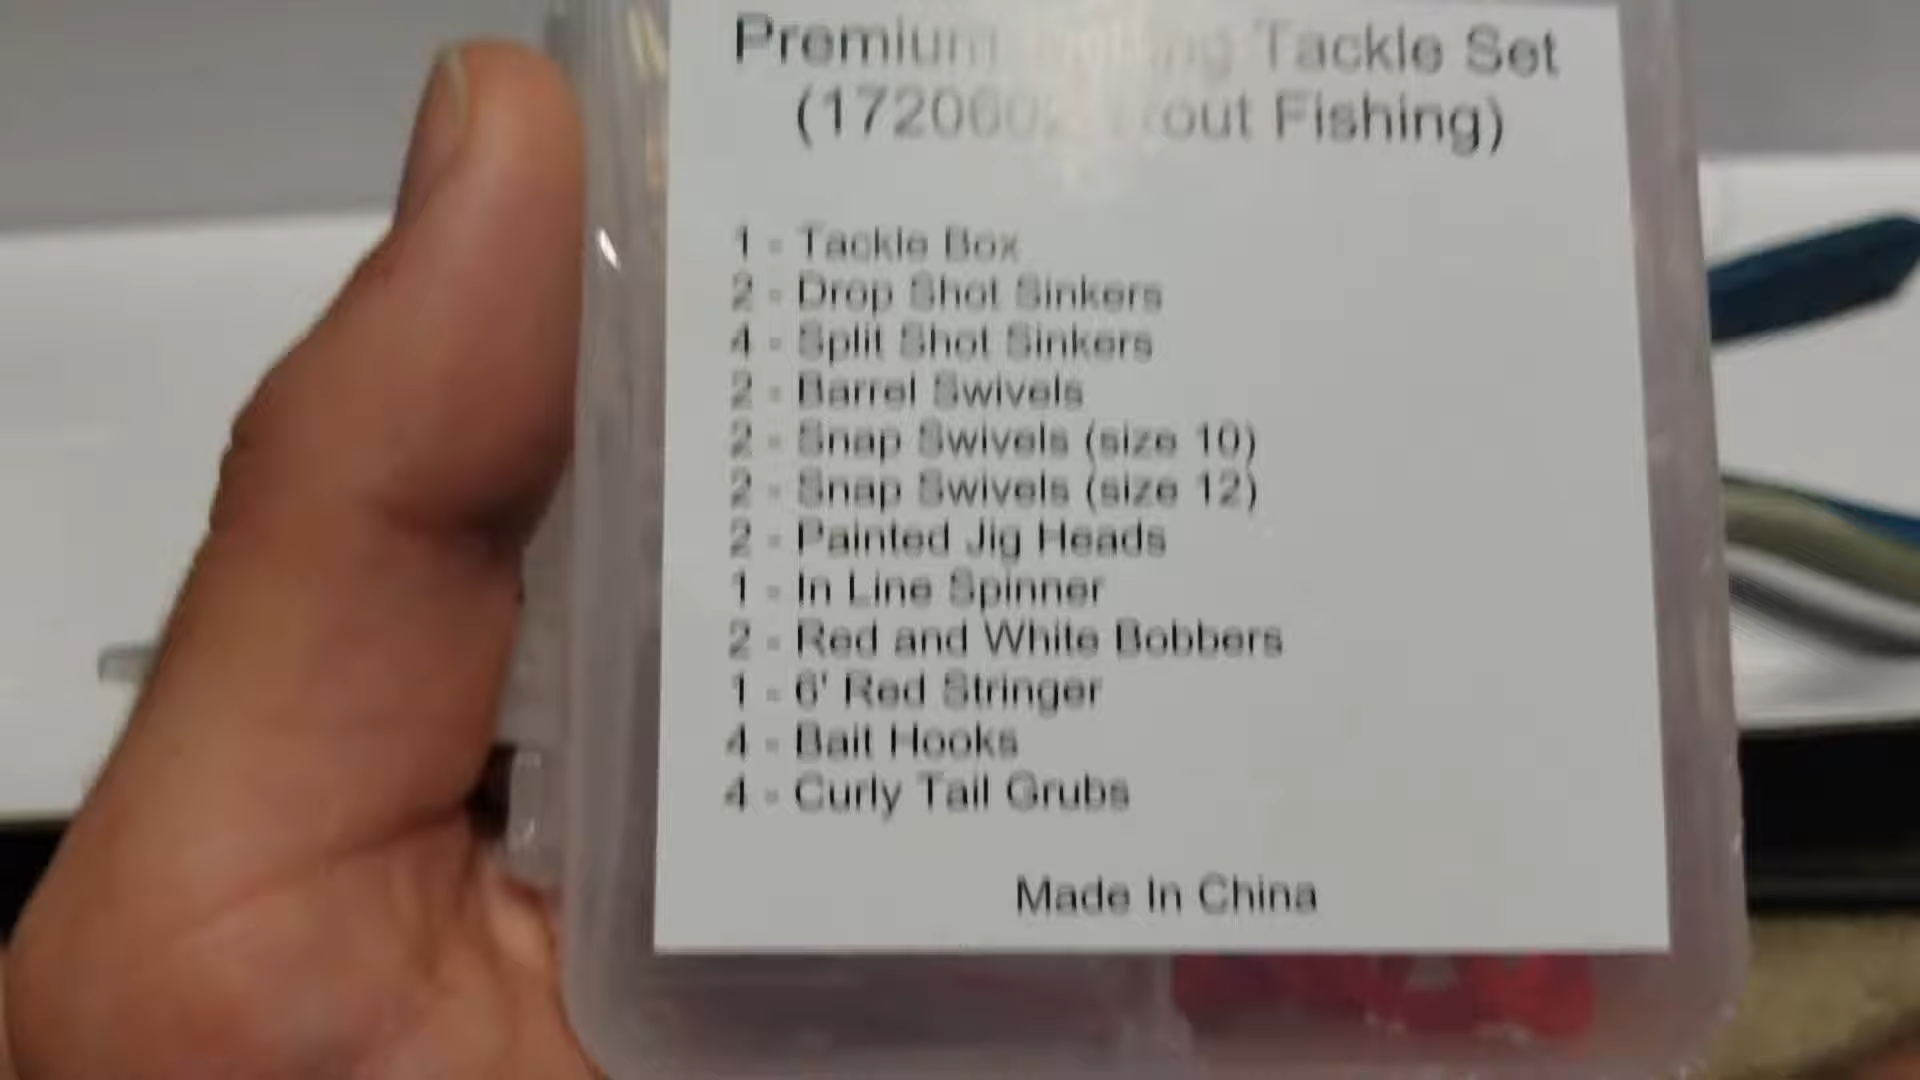 Premium Tackle Set
Fishing)
1 - Tackle Box
2 - Drop Shot Sinkers
4 - Split Shot Sinkers
2 - Barrel Swivels
2 - Snap Swivels (size 10)
2 - Snap Swivels (size 12)
2 - Painted Jig Heads
1 - In Line Spinner
2 - Red and White Bobbers
1 - 6' Red Stringer
4 - Bait Hooks
4 - Curly Tail Grubs
Made In China